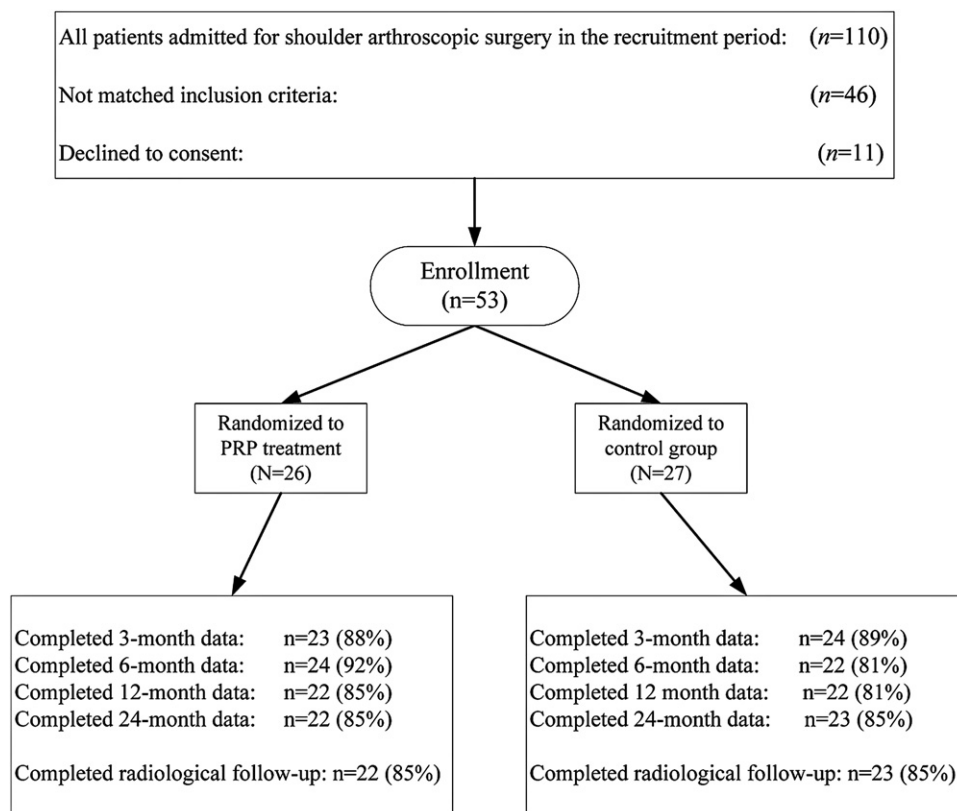 All patients admitted for shoulder arthroscopic surgery in the recruitment period: (n=110)
Not matched inclusion criteria: (n=46)
Declined to consent: (n=11)
Enrollment
(n=53)
Randomized to
PRP treatment
(N=26)
Randomized to
control group
(N=27)
Completed 3-month data: n=23 (88%)
Completed 6-month data: n=24 (92%)
Completed 12-month data: n=22 (85%)
Completed 24-month data: n=22 (85%)
Completed radiological follow-up: n=22 (85%)
Completed 3-month data: n=24 (89%)
Completed 6-month data: n=22 (81%)
Completed 12 month data: n=22 (81%)
Completed 24-month data: n=23 (85%)
Completed radiological follow-up: n=23 (85%)